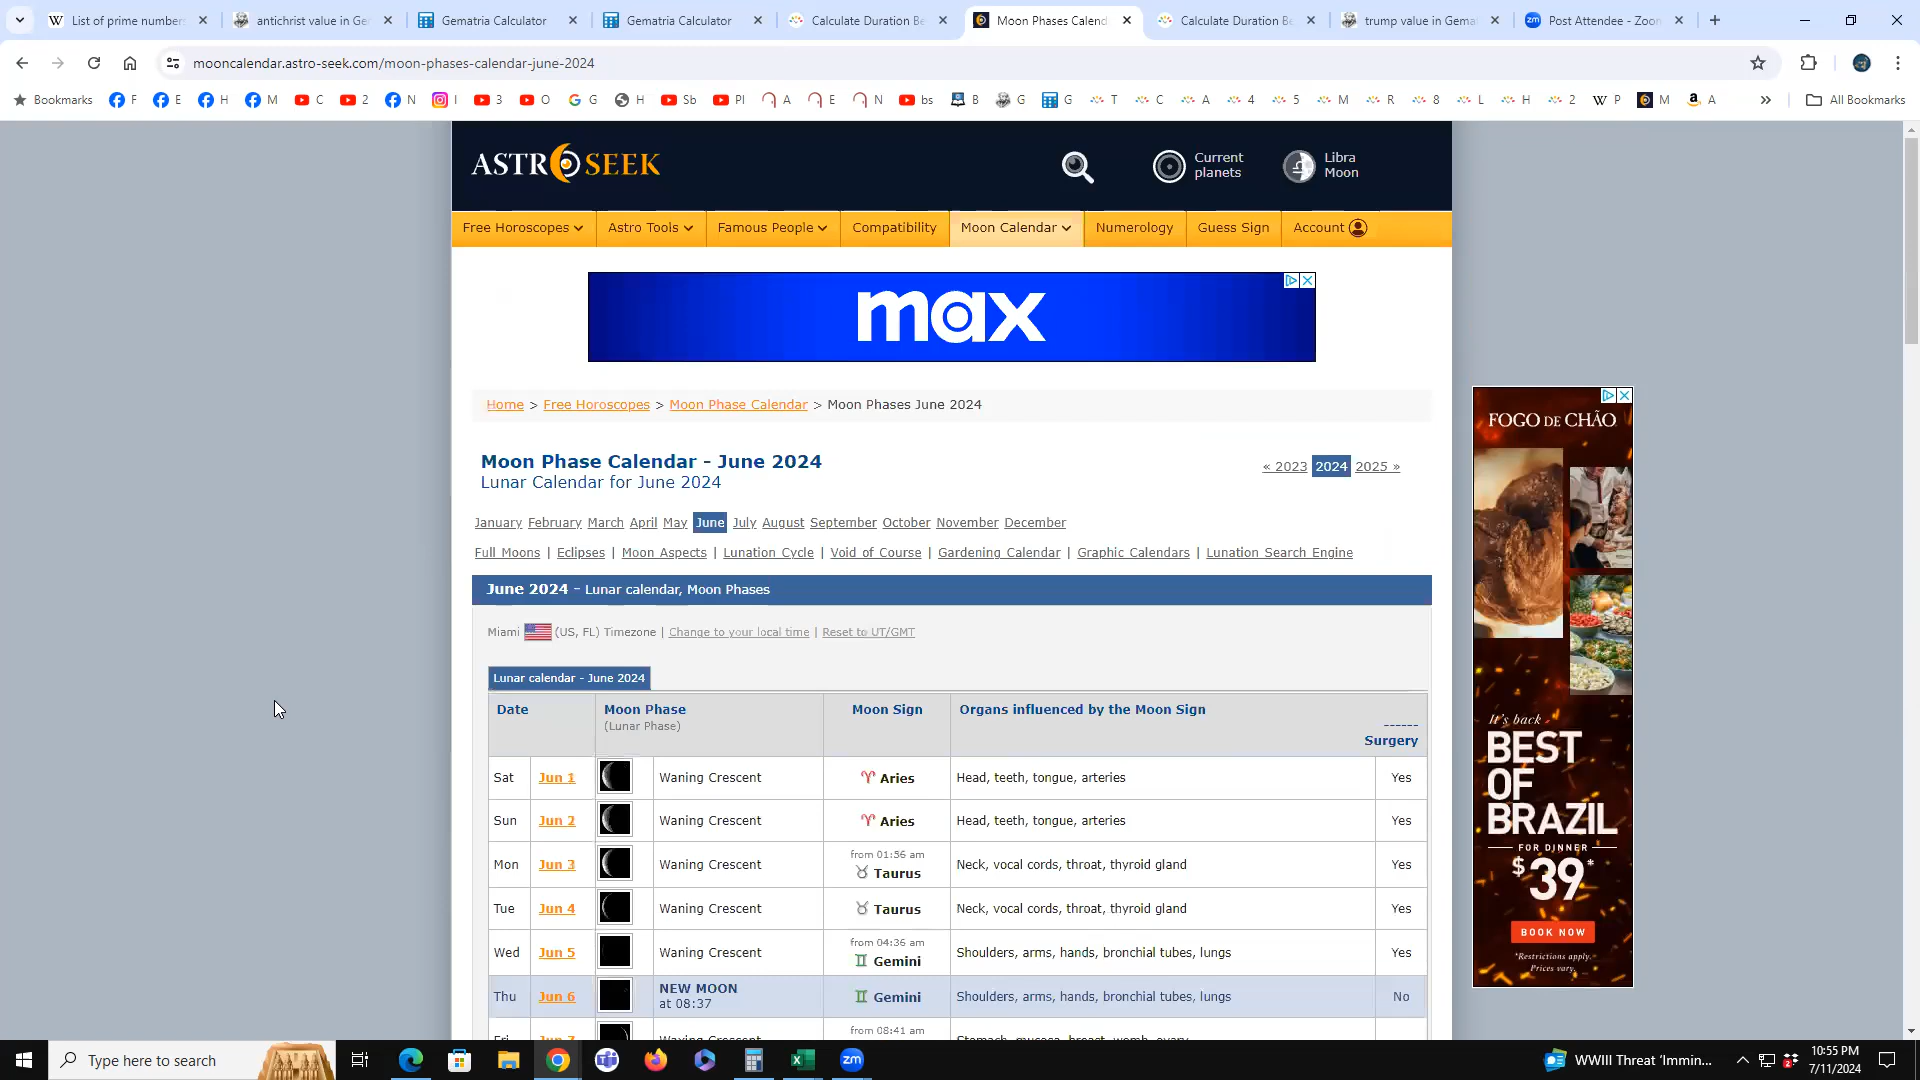 List of prime numbers
antichrist value in Ge
Gematria Calculator
Gematria Calculator
Calculate Duration Be
Moon Phases Calend
Calculate Duration Be
trump value in Gema
Post Attendee - Zoom
mooncalendar.astro-seek.com/moon-phases-calendar-june-2024
Bookmarks F E H M C 2 N I 3 O G H Sb Pl A E N bs B G G T C A 4 5 M R 8 L H 2 P M A » All Bookmarks
ASTROSEEK
Current planets
Libra Moon
Free Horoscopes Astro Tools Famous People Compatibility Moon Calendar Numerology Guess Sign Account
max
Home > Free Horoscopes > Moon Phase Calendar > Moon Phases June 2024
Moon Phase Calendar - June 2024
« 2023 2024 2025 »
Lunar Calendar for June 2024
January February March April May June July August September October November December
Full Moons | Eclipses | Moon Aspects | Lunation Cycle | Void of Course | Gardening Calendar | Graphic Calendars | Lunation Search Engine
June 2024 - Lunar calendar, Moon Phases
Miami (US, FL) Timezone | Change to your local time | Reset to UT/GMT
Lunar calendar - June 2024
Date Moon Phase Moon Sign Organs influenced by the Moon Sign
(Lunar Phase) ------
Surgery
Sat Jun 1 Waning Crescent Aries Head, teeth, tongue, arteries Yes
Sun Jun 2 Waning Crescent Aries Head, teeth, tongue, arteries Yes
from 01:56 am
Mon Jun 3 Waning Crescent Taurus Neck, vocal cords, throat, thyroid gland Yes
Tue Jun 4 Waning Crescent Taurus Neck, vocal cords, throat, thyroid gland Yes
from 04:36 am
Wed Jun 5 Waning Crescent Gemini Shoulders, arms, hands, bronchial tubes, lungs Yes
NEW MOON
Thu Jun 6 at 08:37 Gemini Shoulders, arms, hands, bronchial tubes, lungs No
from 08:41 am
FOGO DE CHÃO
It's back
BEST
OF
BRAZIL
FOR DINNER
$39*
BOOK NOW
*Restrictions apply.
Prices vary.
Type here to search
WWIII Threat 'Immin...
10:55 PM
7/11/2024